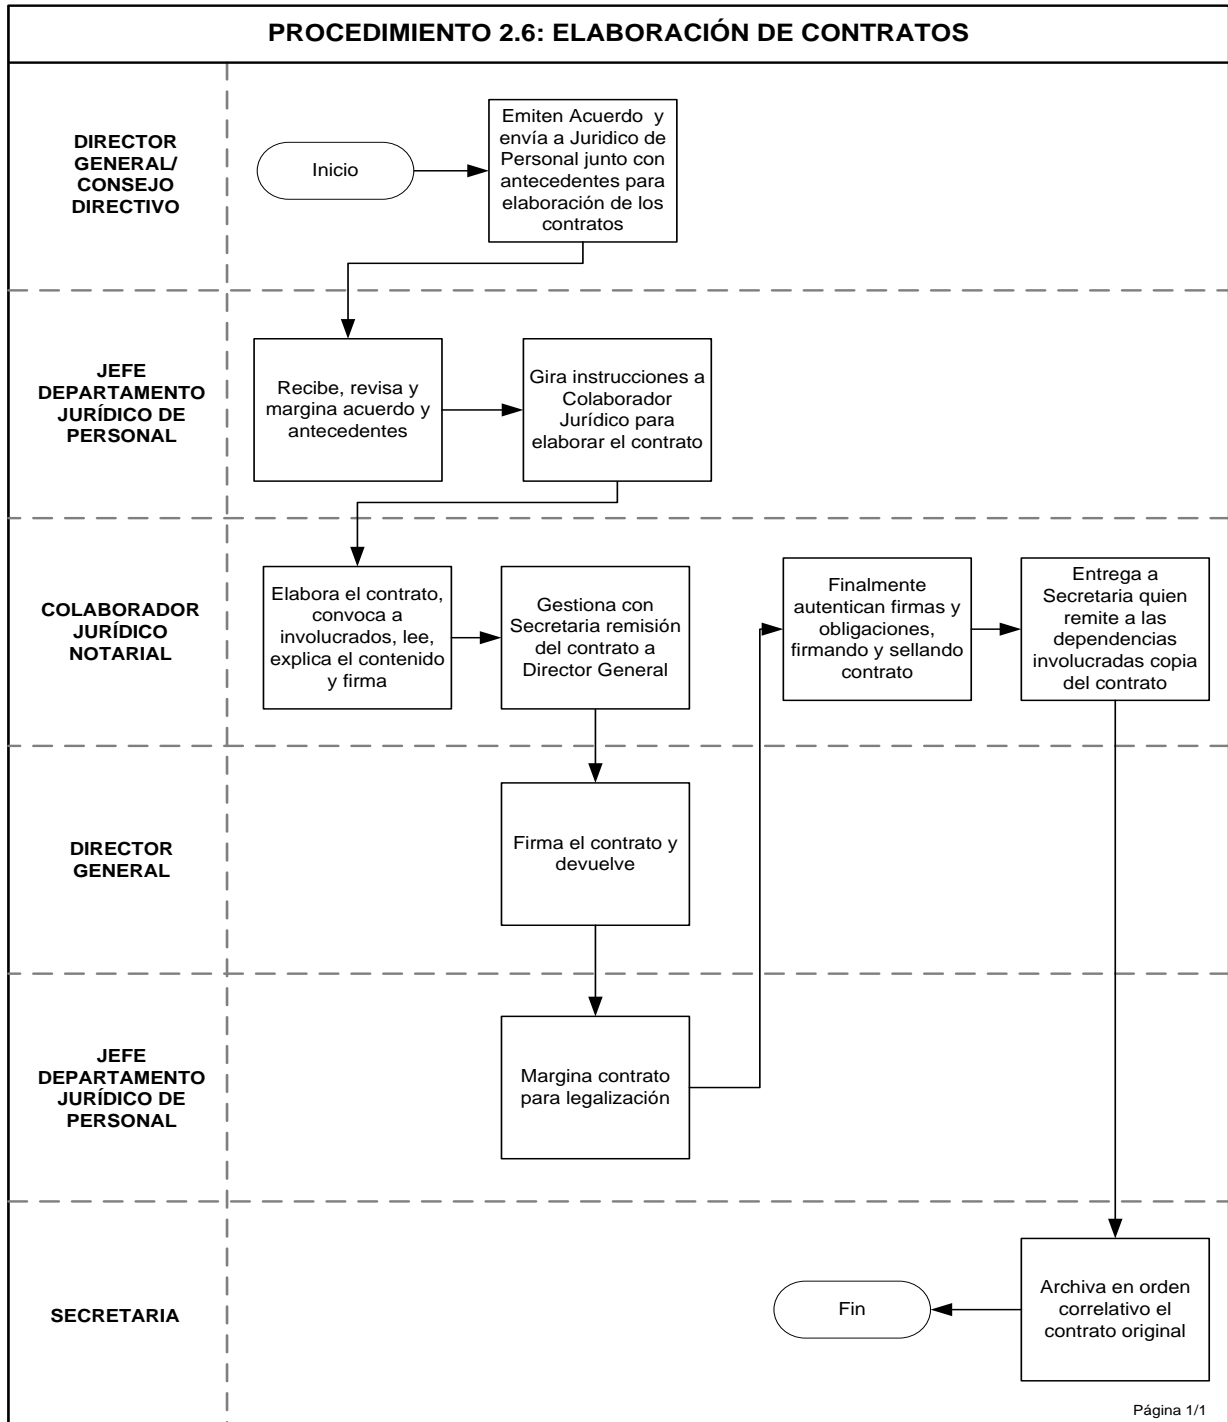 PROCEDIMIENTO 2.6: ELABORACIÓN DE CONTRATOS
DIRECTOR
GENERAL/
CONSEJO
DIRECTIVO
Inicio
Emiten Acuerdo y
envía a Juridico de
Personal junto con
antecedentes para
elaboración de los
contratos
JEFE
DEPARTAMENTO
JURÍDICO DE
PERSONAL
Recibe, revisa y
margina acuerdo y
antecedentes
Gira instrucciones a
Colaborador
Jurídico para
elaborar el contrato
COLABORADOR
JURÍDICO
NOTARIAL
Elabora el contrato,
convoca a
involucrados, lee,
explica el contenido
y firma
Gestiona con
Secretaria remisión
del contrato a
Director General
Finalmente
autentican firmas y
obligaciones,
firmando y sellando
contrato
Entrega a
Secretaria quien
remite a las
dependencias
involucradas copia
del contrato
DIRECTOR
GENERAL
Firma el contrato y
devuelve
JEFE
DEPARTAMENTO
JURÍDICO DE
PERSONAL
Margina contrato
para legalización
SECRETARIA
Fin
Archiva en orden
correlativo el
contrato original
Página 1/1